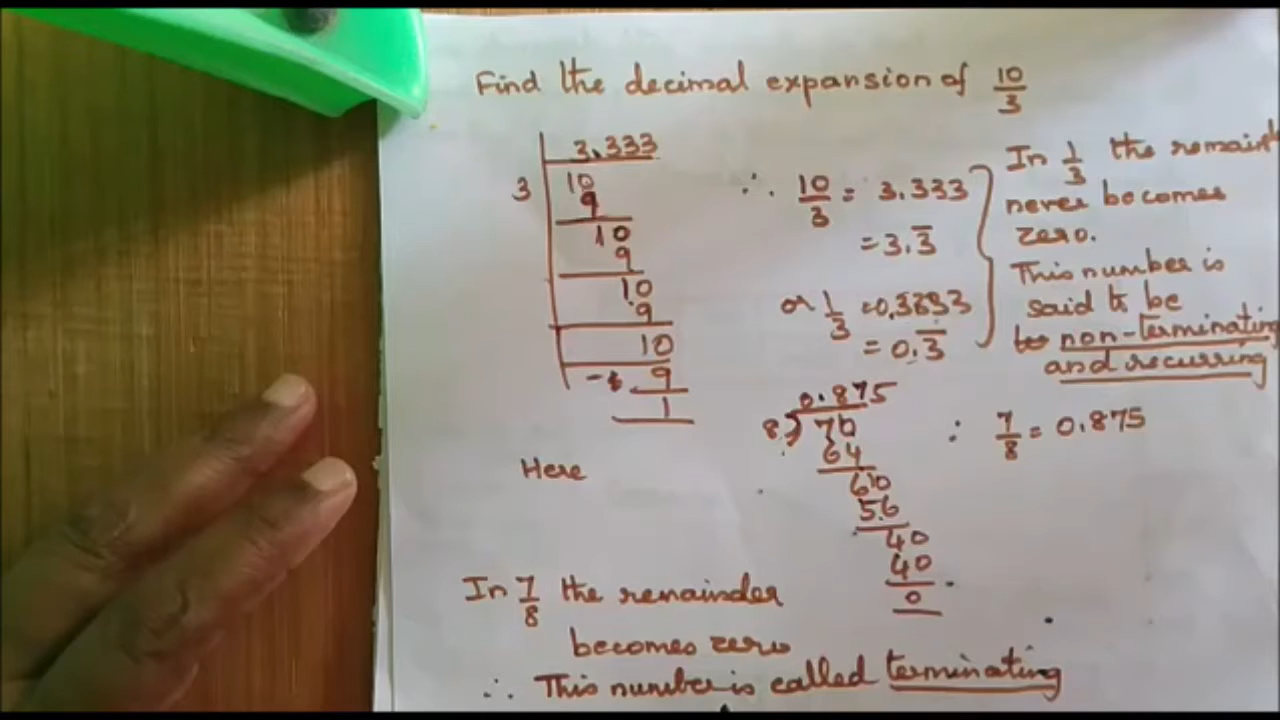 Find the decimal expansion of 10/3
3.333
3 10
9
10
9
10
9
10
9
1
∴ 10/3 = 3.333
= 3.3̅
or 1/3 = 0.3333
= 0.3̅
In 1/3 the remaind
never becomes
zero.
This number is
said to be
non-terminating
and recurring
Here
0.875
8) 70
64
60
56
40
40
0
∴ 7/8 = 0.875
In 7/8 the remainder
becomes zero
∴ This number is called terminating